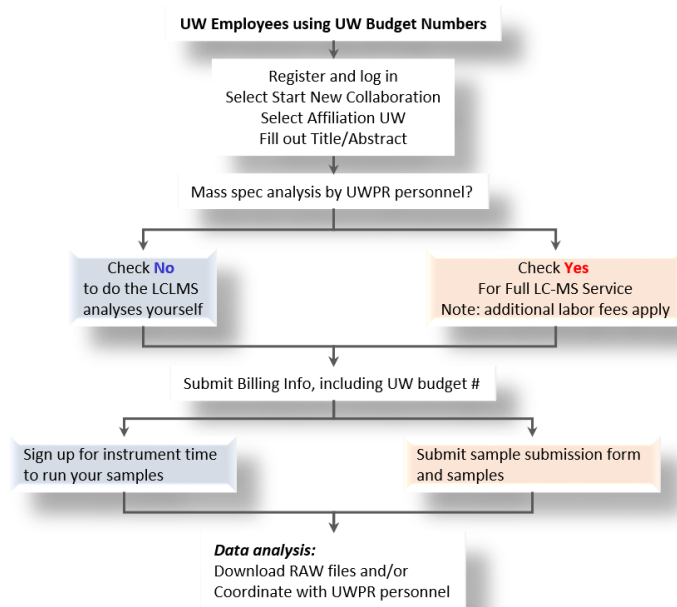 UW Employees using UW Budget Numbers
Register and log in
Select Start New Collaboration
Select Affiliation UW
Fill out Title/Abstract
Mass spec analysis by UWPR personnel?
Check No
to do the LCLMS
analyses yourself
Check Yes
For Full LC-MS Service
Note: additional labor fees apply
Submit Billing Info, including UW budget #
Sign up for instrument time
to run your samples
Submit sample submission form
and samples
Data analysis:
Download RAW files and/or
Coordinate with UWPR personnel